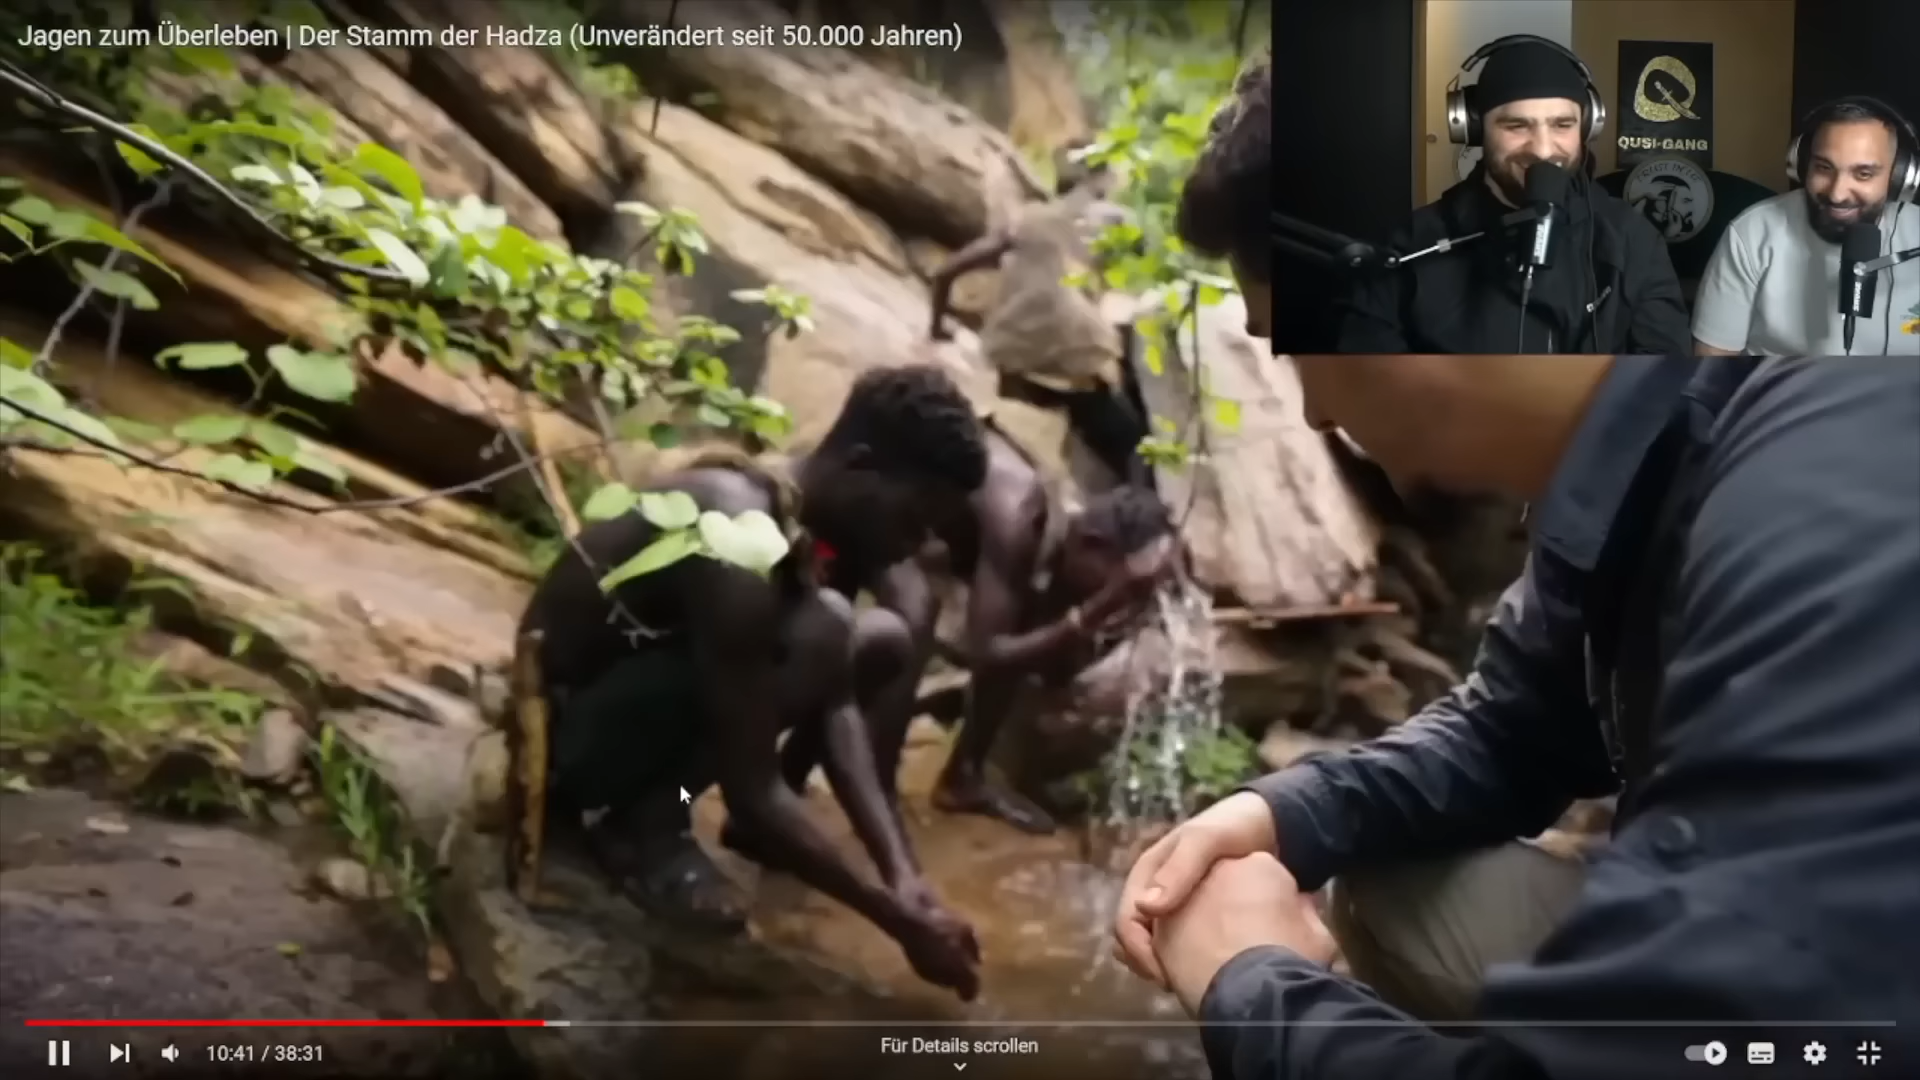 Jagen zum Überleben | Der Stamm der Hadza (Unverändert seit 50.000 Jahren)
QUSI-GANG
10:41 / 38:31
Für Details scrollen